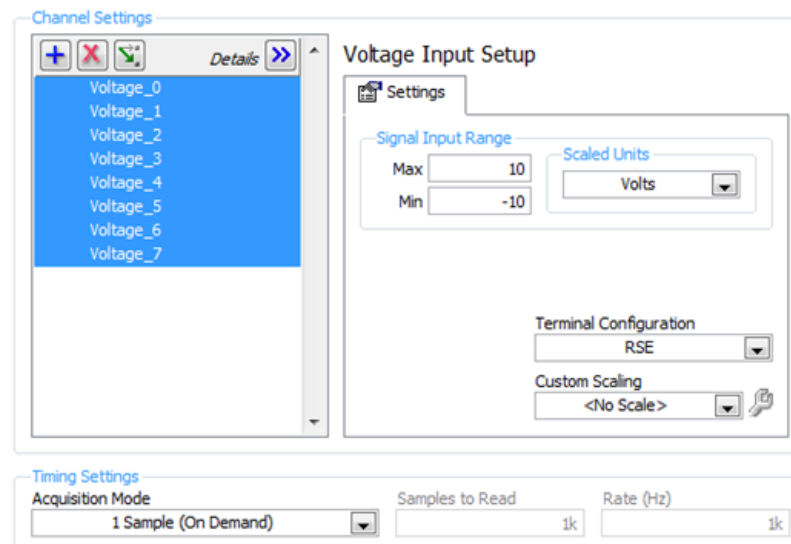 Channel Settings
Details
Voltage_0
Voltage_1
Voltage_2
Voltage_3
Voltage_4
Voltage_5
Voltage_6
Voltage_7
Voltage Input Setup
Settings
Signal Input Range
Max 10
Min -10
Scaled Units
Volts
Terminal Configuration
RSE
Custom Scaling
<No Scale>
Timing Settings
Acquisition Mode
1 Sample (On Demand)
Samples to Read
1k
Rate (Hz)
1k